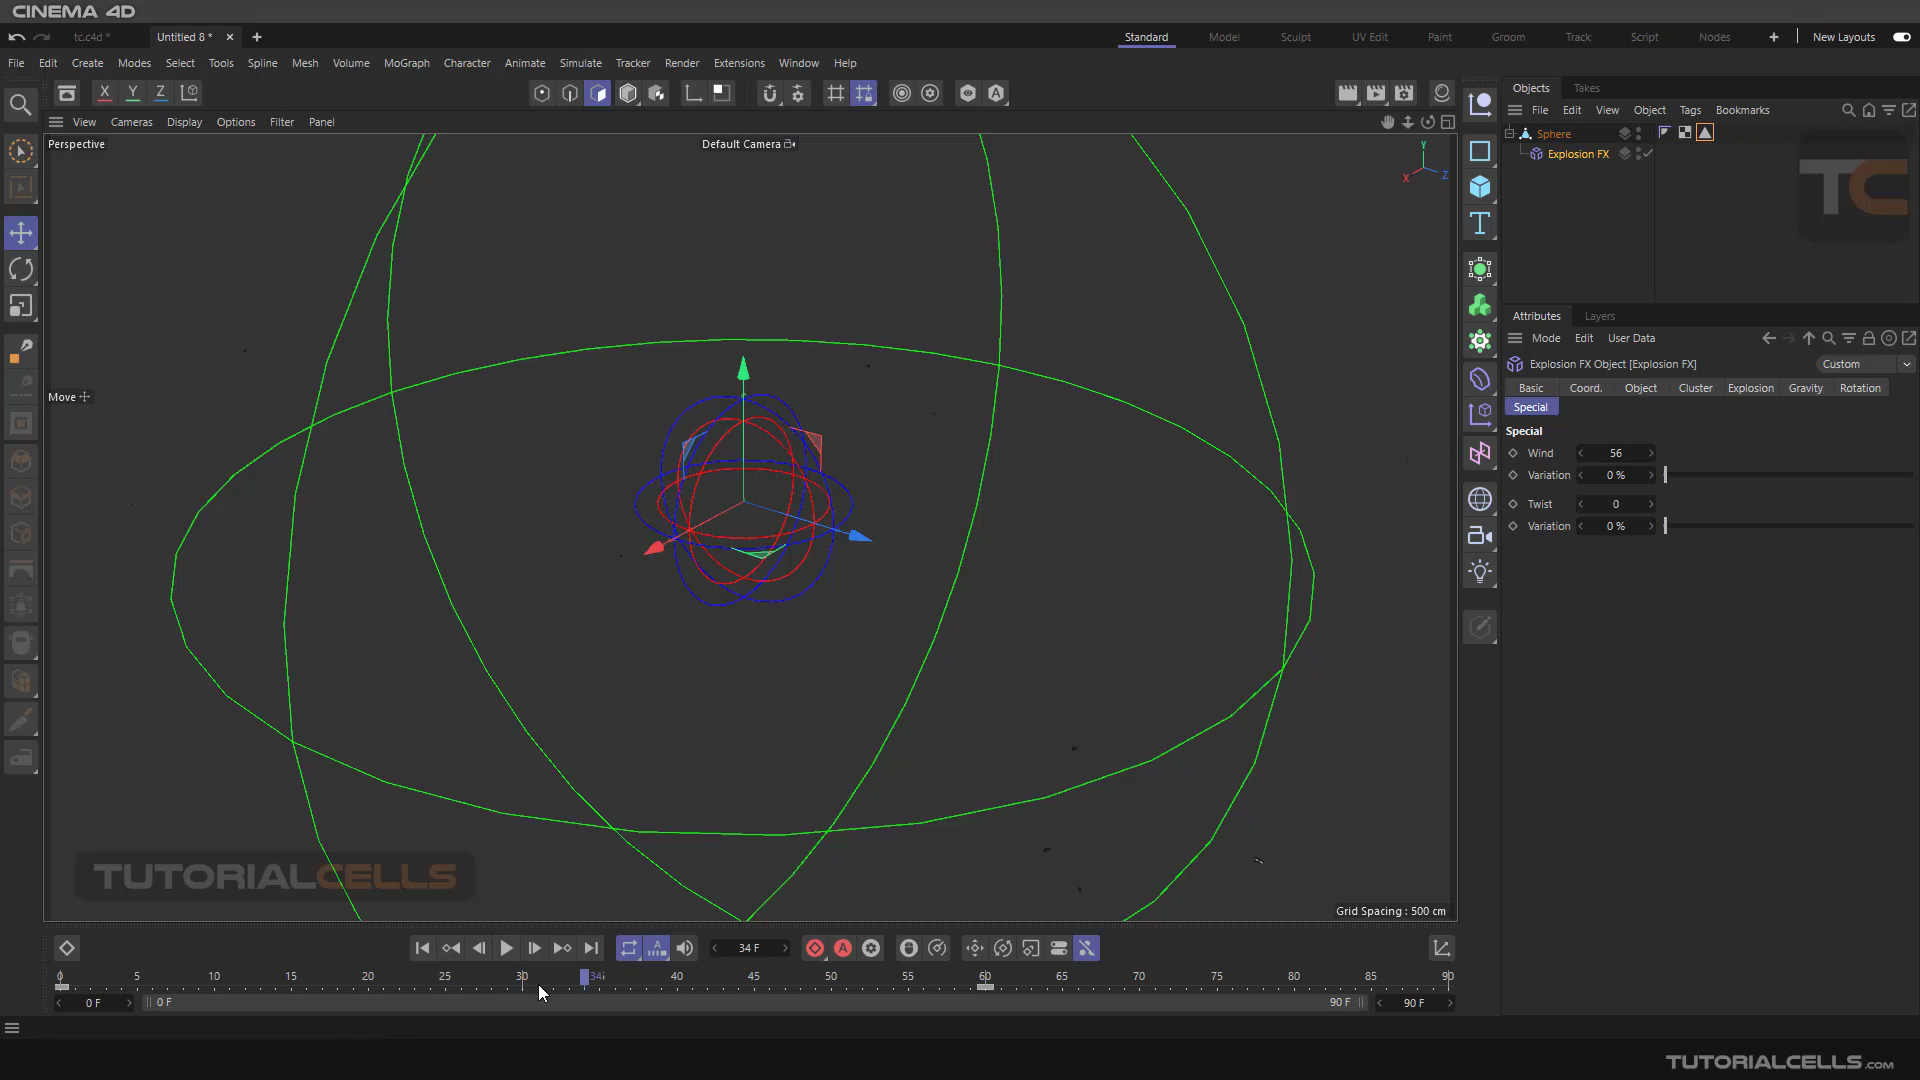 CINEMA 4D
tc.c4d *
Untitled 8 *
Standard
Model
Sculpt
UV Edit
Paint
Groom
Track
Script
Nodes
New Layouts
File Edit Create Modes Select Tools Spline Mesh Volume MoGraph Character Animate Simulate Tracker Render Extensions Window Help
X Y Z
Objects Takes
View Cameras Display Options Filter Panel
File Edit View Object Tags Bookmarks
Perspective
Default Camera
Y
X
Z
Sphere
Explosion FX
TC
Attributes Layers
Mode Edit User Data
Explosion FX Object [Explosion FX]
Custom
Basic Coord. Object Cluster Explosion Gravity Rotation
Special
Special
Wind 56
Variation 0 %
Twist 0
Variation 0 %
Move
TUTORIALCELLS
Grid Spacing : 500 cm
34 F
0 5 10 15 20 25 30 34 40 45 50 55 60 65 70 75 80 85 90
0 F
0 F
90 F
90 F
TUTORIALCELLS.COM